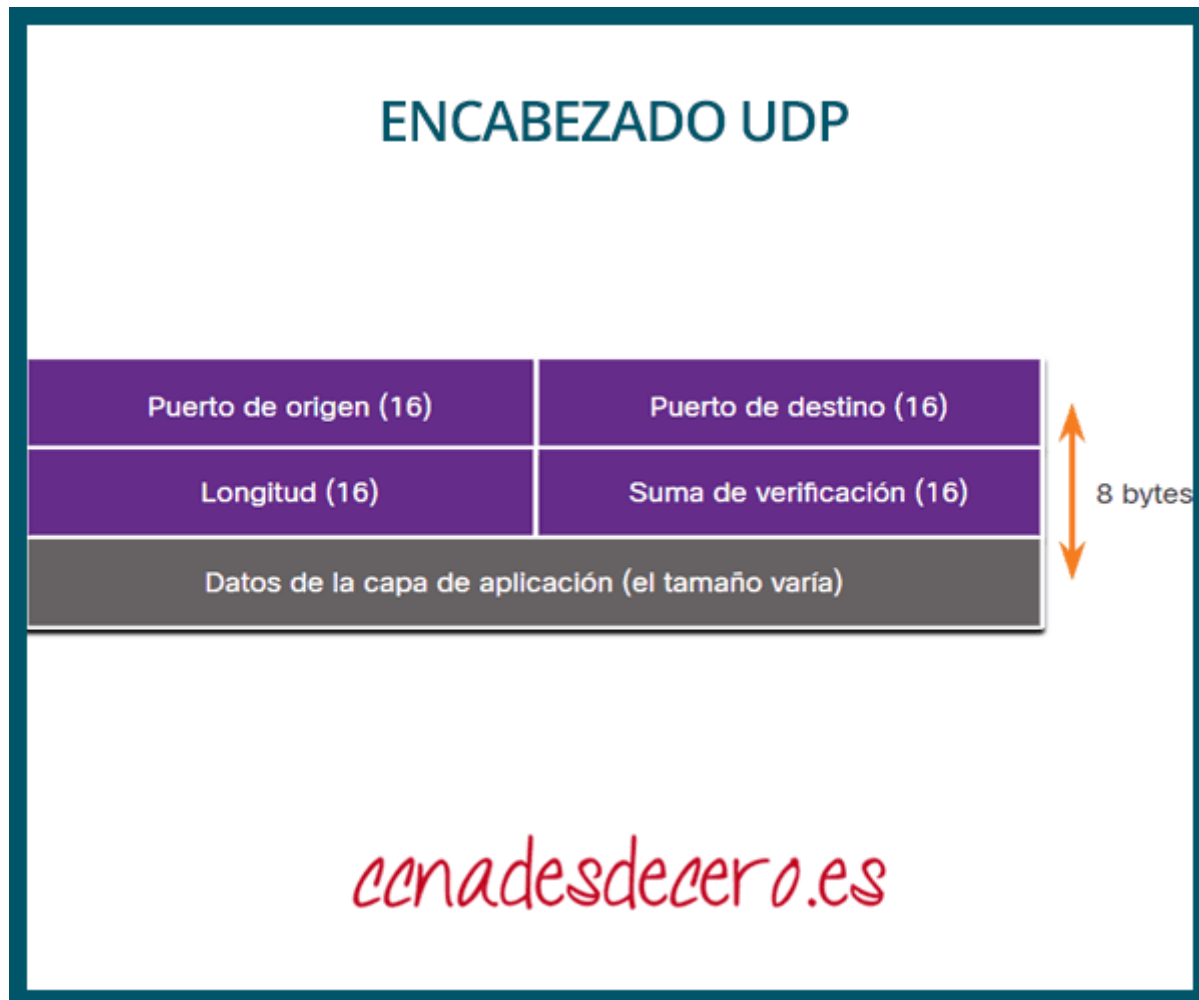 ENCABEZADO UDP
Puerto de origen (16)
Puerto de destino (16)
Longitud (16)
Suma de verificación (16)
8 bytes
Datos de la capa de aplicación (el tamaño varía)
ccnadesdecero.es